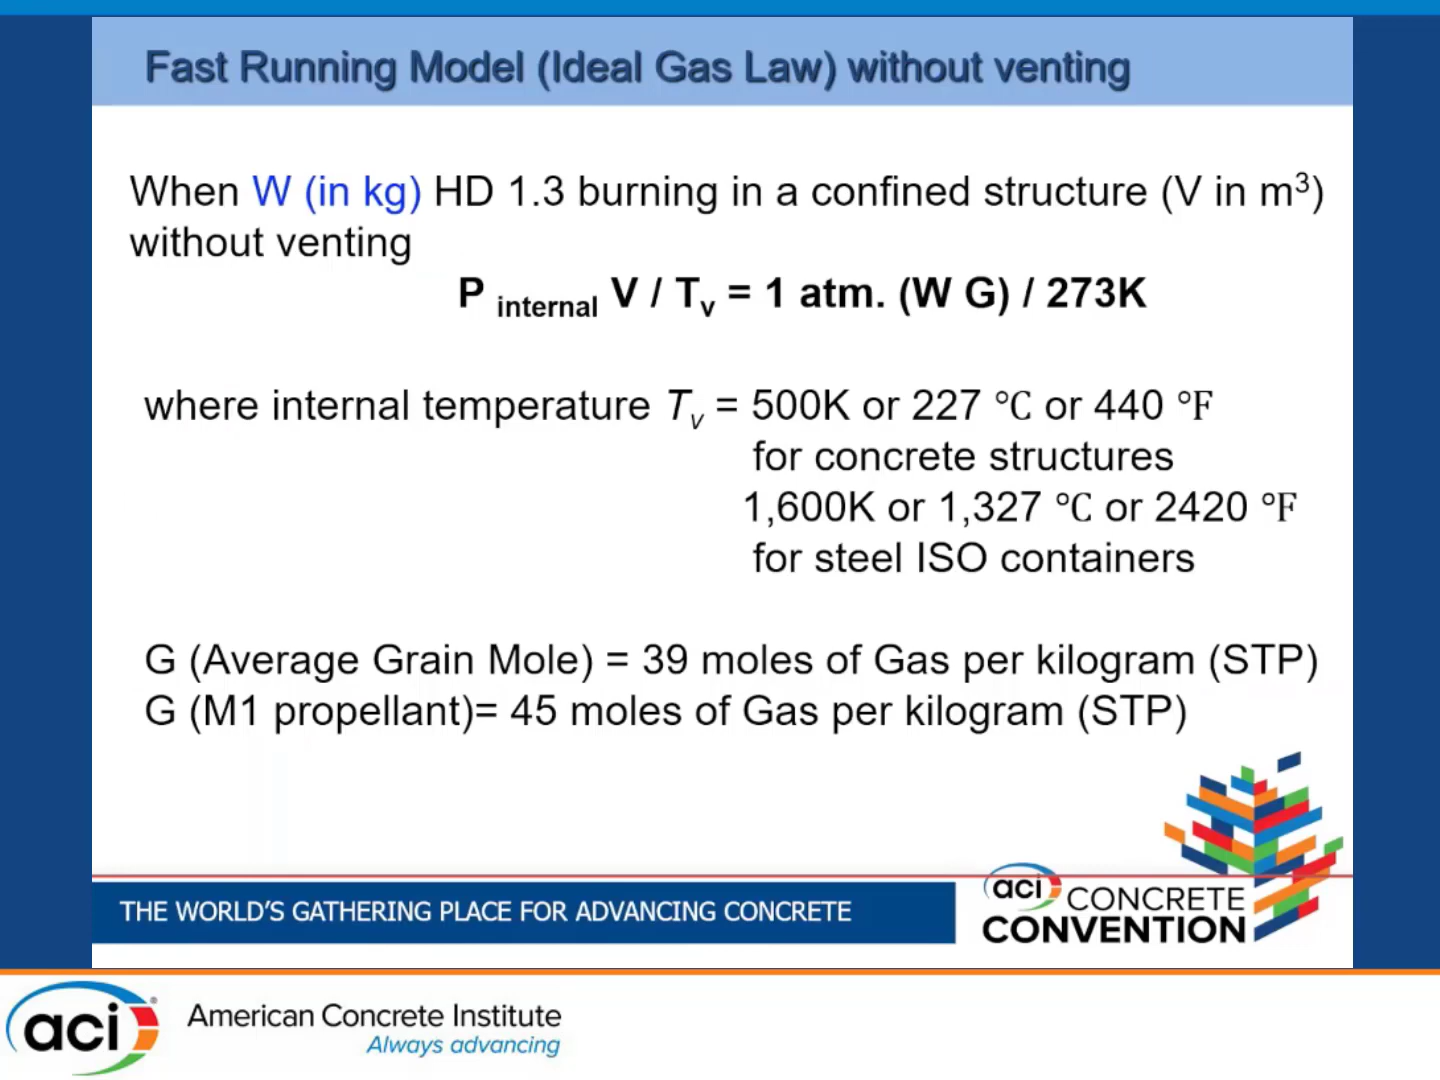 Fast Running Model (Ideal Gas Law) without venting
When W (in kg) HD 1.3 burning in a confined structure (V in m³)
without venting
P internal V / Tv = 1 atm. (W G) / 273K
where internal temperature Tv = 500K or 227 ℃ or 440 ℉
for concrete structures
1,600K or 1,327 ℃ or 2420 ℉
for steel ISO containers
G (Average Grain Mole) = 39 moles of Gas per kilogram (STP)
G (M1 propellant)= 45 moles of Gas per kilogram (STP)
THE WORLD'S GATHERING PLACE FOR ADVANCING CONCRETE
aci CONCRETE
CONVENTION
aci
American Concrete Institute
Always advancing